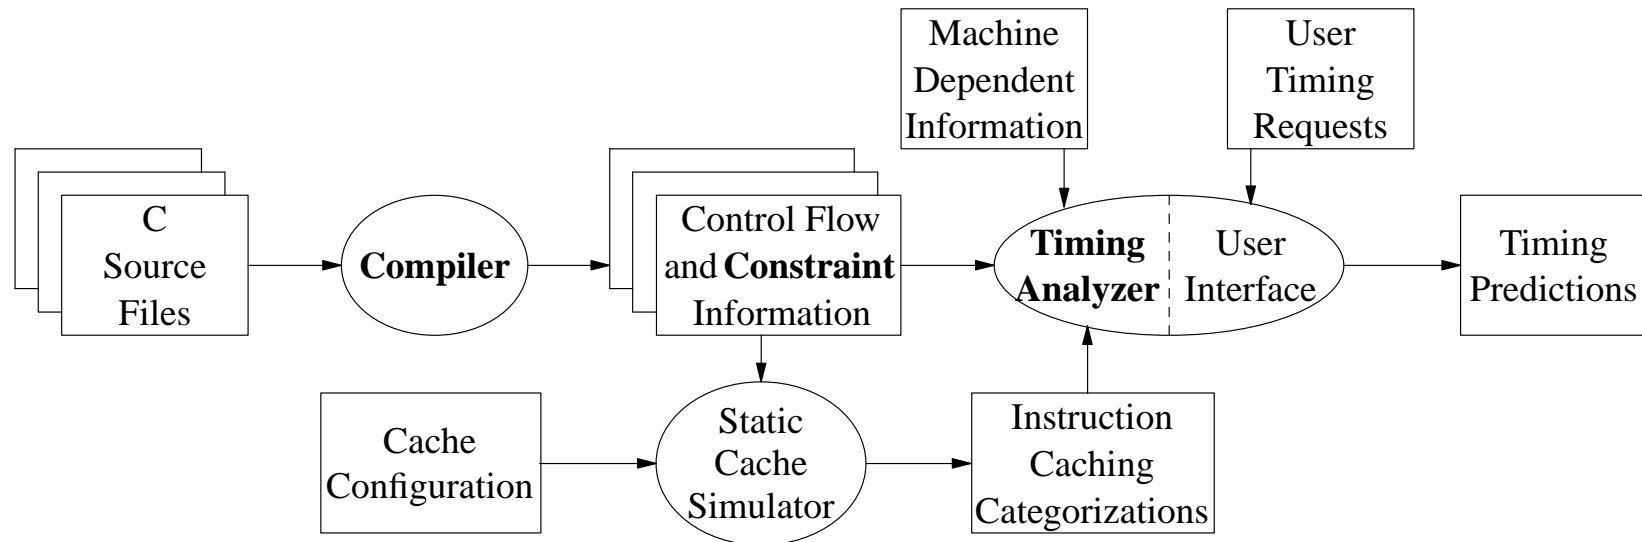 Machine
Dependent
Information
User
Timing
Requests
C
Source
Files
Compiler
Control Flow
and Constraint
Information
Timing
Analyzer
User
Interface
Timing
Predictions
Cache
Configuration
Static
Cache
Simulator
Instruction
Caching
Categorizations